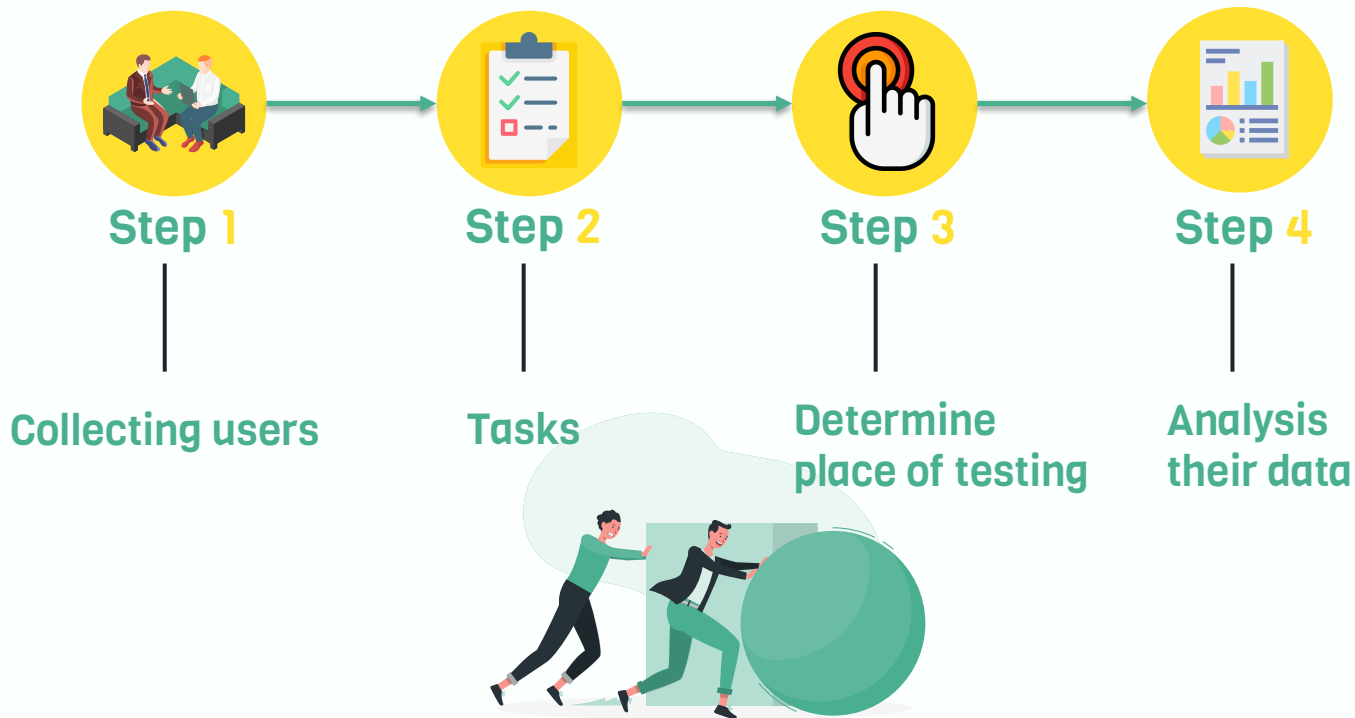 Step 1
Step 2
Step 3
Step 4
Collecting users
Tasks
Determine
place of testing
Analysis
their data